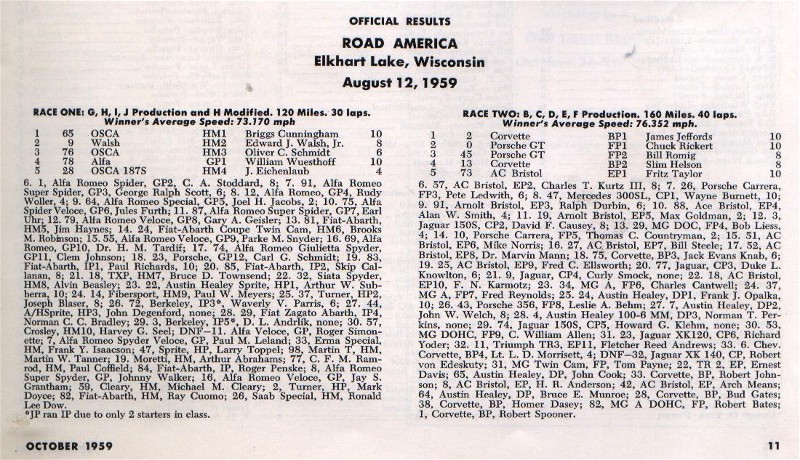 OFFICIAL RESULTS
ROAD AMERICA
Elkhart Lake, Wisconsin
August 12, 1959
RACE ONE: G, H, I, J Production and H Modified. 120 Miles. 30 laps.
Winner's Average Speed: 73.170 mph
1 65 OSCA HM1 Briggs Cunningham 10
2 9 Walsh HM2 Edward J. Walsh, Jr. 8
3 76 OSCA HM3 Oliver C. Schmidt 6
4 78 Alfa GP1 William Wuesthoff 10
5 28 OSCA 187S HM4 J. Eichenlaub 4
6. 1, Alfa Romeo Spider, GP2, C. A. Stoddard, 8; 7. 91, Alfa Romeo
Super Spider, GP3, George Ralph Scott, 6; 8. 12, Alfa Romeo, GP4, Rudy
Woller, 4; 9. 64, Alfa Romeo Special, GP5, Joel H. Jacobs, 2; 10. 75, Alfa
Spider Veloce, GP6, Jules Furth; 11. 87, Alfa Romeo Super Spider, GP7, Earl
Uhr; 12. 79, Alfa Romeo Veloce, GP8, Gary A. Geisler; 13. 81, Fiat-Abarth,
HM5, Jim Haynes; 14. 24, Fiat-Abarth Coupe Twin Cam, HM6, Brooks
M. Robinson; 15. 55, Alfa Romeo Veloce, GP9, Parke M. Snyder; 16. 69, Alfa
Romeo, GP10, Dr. H. M. Tardif; 17. 74, Alfa Romeo Giulietta Spyder,
GP11, Clem Johnson; 18. 23, Porsche, GP12, Carl G. Schmidt; 19. 83,
Fiat-Abarth, IP1, Paul Richards, 10; 20. 85, Fiat-Abarth, IP2, Skip Cal-
lanan, 8; 21. 18, TXP, HM7, Bruce D. Townsend; 22. 32, Siata Spyder,
HM8, Alvin Beasley; 23. 22, Austin Healey Sprite, HP1, Arthur W. Sub-
berra, 10; 24. 14, Fibersport, HM9, Paul W. Meyers; 25. 37, Turner, HP2,
Joseph Blaser, 8; 26. 72, Berkeley, IP3*, Waverly V. Parris, 6; 27. 44,
A/HSprite, HP3, John Degenford, none; 28. 29, Fiat Zagato Abarth, IP4,
Norman C. C. Bradley; 29. 3, Berkeley, IP5*, D. L. Andrik, none; 30. 57,
Crosley, HM10, Harvey G. Seel; DNF—11, Alfa Veloce, GP, Roger Simon-
ette; 7, Alfa Romeo Spyder Veloce, GP, Paul M. Leland; 33, Erma Special,
HM, Frank Y. Isaacson; 47, Sprite, HP, Larry Toppel; 98, Martin T, HM,
Martin W. Tanner; 19, Moretti, HM, Arthur Abrahams; 77, C. F. M. Ram-
rod, HM, Paul Coffield; 84, Fiat-Abarth, IP, Roger Penske; 8, Alfa Romeo
Super Spyder, GP, Johnny Walker; 16, Alfa Romeo Veloce, GP, Jay S.
Grantham; 59, Cleary, HM, Michael M. Cleary; 2, Turner, HP, Mark
Doyce; 82, Fiat-Abarth, HM, Ray Cuomo; 26, Saab Special, HM, Ronald
Lee Dow.
*JP ran IP due to only 2 starters in class.
RACE TWO: B, C, D, E, F Production. 160 Miles. 40 laps.
Winner's Average Speed: 76.352 mph.
1 2 Corvette BP1 James Jeffords 10
2 0 Porsche GT FP1 Chuck Rickert 10
3 45 Porsche GT FP2 Bill Romig 8
4 13 Corvette BP2 Slim Helson 8
5 73 AC Bristol EP1 Fritz Taylor 10
6. 57, AC Bristol, EP2, Charles T. Kurtz III, 8; 7. 26, Porsche Carrera,
FP3, Pete Ledwith, 6; 8. 47, Mercedes 300SL, CP1, Wayne Burnett, 10;
9. 91, Arnolt Bristol, EP3, Ralph Durbin, 6; 10. 88, Ace Bristol, EP4,
Alan W. Smith, 4; 11. 19, Arnolt Bristol, EP5, Max Goldman, 2; 12. 3,
Jaguar 150S, CP2, David F. Causey, 8; 13. 29, MG DOC, FP4, Bob Liess,
4; 14. 10, Porsche Carrera, FP5, Thomas C. Countryman, 2; 15. 51, AC
Bristol, EP6, Mike Norris; 16. 27, AC Bristol, EP7, Bill Steele; 17. 52, AC
Bristol, EP8, Dr. Marvin Mann; 18. 75, Corvette, BP3, Jack Evans Knab, 6;
19. 25, AC Bristol, EP9, Fred C. Ellsworth; 20. 77, Jaguar, CP3, Duke L.
Knowlton, 6; 21. 9, Jaguar, CP4, Curly Smock, none; 22. 18, AC Bristol,
EP10, F. N. Karmotz; 23. 34, MG A, FP6, Charles Cantwell; 24. 37,
MG A, FP7, Fred Reynolds; 25. 24, Austin Healey, DP1, Frank J. Opalka,
10; 26. 43, Porsche 356, FP8, Leslie A. Behm; 27. 7, Austin Healey, DP2,
John W. Welch, 8; 28. 4, Austin Healey 100-6 MM, DP3, Norman T. Per-
kins, none; 29. 74, Jaguar 150S, CP5, Howard G. Klehm, none; 30. 53,
MG DOHC, FP9, C. William Allen; 31. 23, Jaguar XK120, CP6, Richard
Yoder; 32. 11, Triumph TR3, EP11, Fletcher Reed Andrews; 33. 6, Chev.
Corvette, BP4, Lt. L. D. Morrisett, 4; DNF—32, Jaguar XK 140, CP, Robert
von Edeskuty; 31, MG Twin Cam, FP, Tom Payne; 22, TR 2, EP, Ernest
Davis; 65, Austin Healey, DP, John Cook; 33, Corvette, BP, Robert John-
son; 8, AC Bristol, EP, H. R. Anderson; 42, AC Bristol, EP, Arch Means;
64, Austin Healey, DP, Bruce E. Munroe; 28, Corvette, BP, Bud Gates;
38, Corvette, BP, Homer Dasey; 82, MG A DOHC, FP, Robert Bates;
1, Corvette, BP, Robert Spooner.
OCTOBER 1959
11